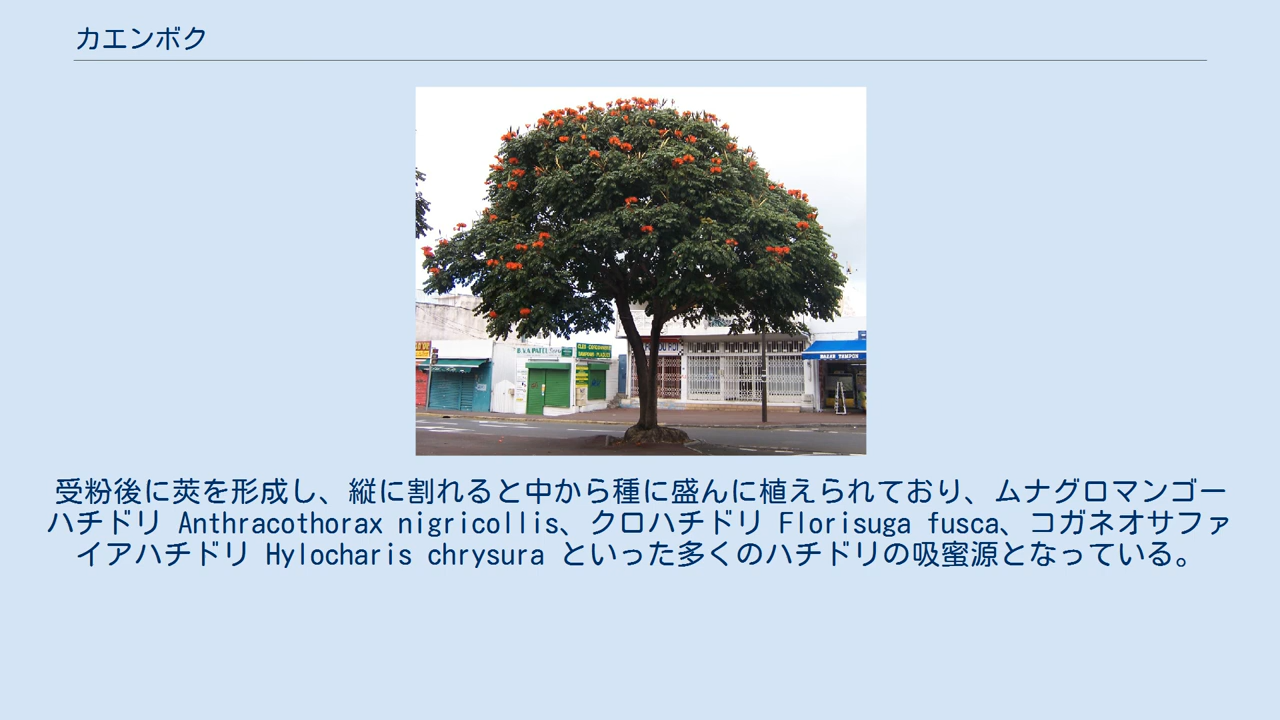 カエンボク
B.V.A PATEL
受粉後に莢を形成し、縦に割れると中から種に盛んに植えられており、ムナグロマンゴー
ハチドリ Anthracothorax nigricollis、クロハチドリ Florisuga fusca、コガネオサファ
イアハチドリ Hylocharis chrysura といった多くのハチドリの吸蜜源となっている。